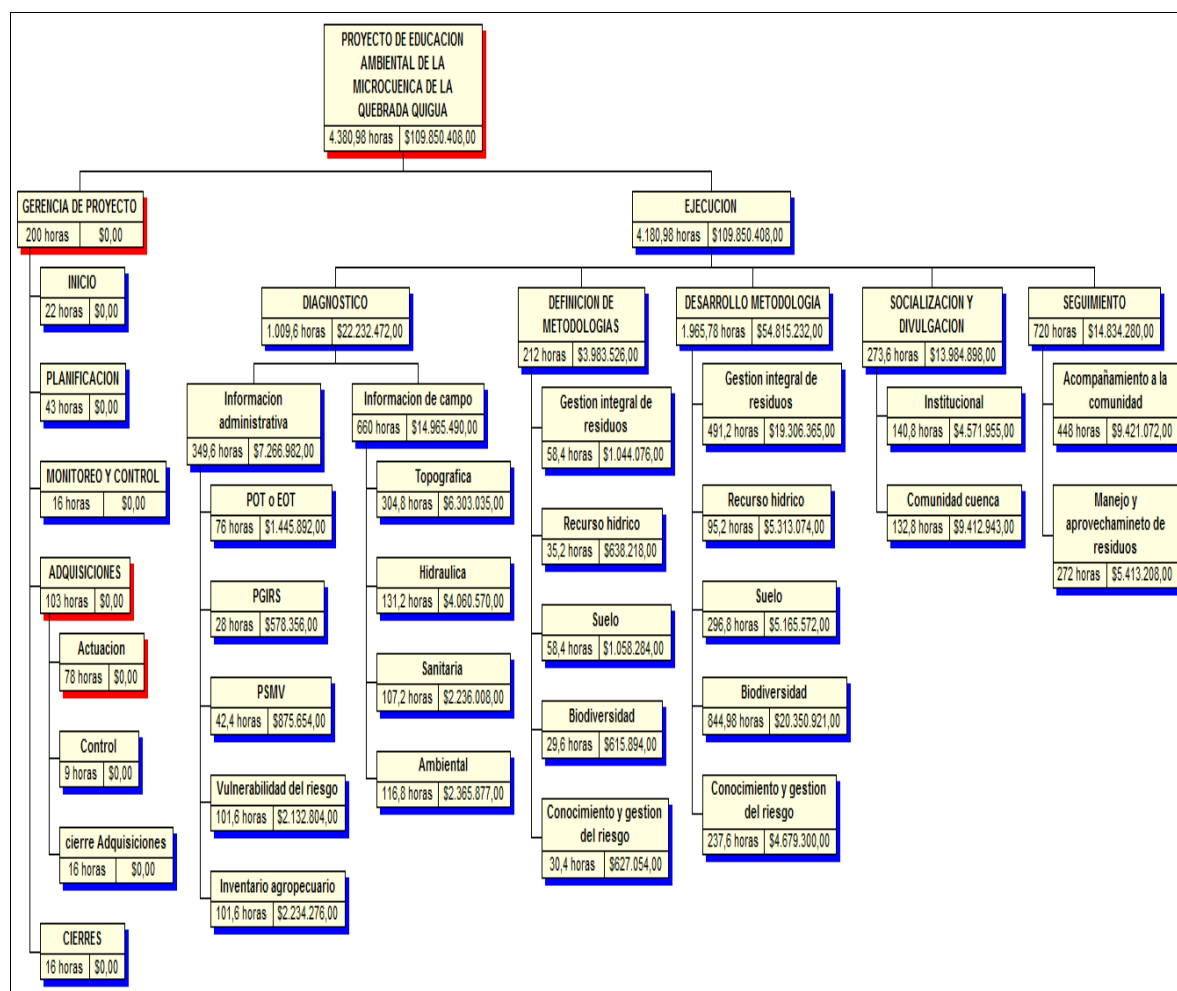 PROYECTO DE EDUCACION
AMBIENTAL DE LA
MICROCUENCA DE LA
QUEBRADA QUIGUA
4.380,98 horas $109.850.408,00
GERENCIA DE PROYECTO
200 horas $0,00
INICIO
22 horas $0,00
PLANIFICACION
43 horas $0,00
MONITOREO Y CONTROL
16 horas $0,00
ADQUISICIONES
103 horas $0,00
Actuacion
78 horas $0,00
Control
9 horas $0,00
cierre Adquisiciones
16 horas $0,00
CIERRES
16 horas $0,00
EJECUCION
4.180,98 horas $109.850.408,00
DIAGNOSTICO
1.009,6 horas $22.232.472,00
Informacion
administrativa
349,6 horas $7.266.982,00
POT o EOT
76 horas $1.445.892,00
PGIRS
28 horas $578.356,00
PSMV
42,4 horas $875.654,00
Vulnerabilidad del riesgo
101,6 horas $2.132.804,00
Inventario agropecuario
101,6 horas $2.234.276,00
Informacion de campo
660 horas $14.965.490,00
Topografica
304,8 horas $6.303.035,00
Hidraulica
131,2 horas $4.060.570,00
Sanitaria
107,2 horas $2.236.008,00
Ambiental
116,8 horas $2.365.877,00
DEFINICION DE
METODOLOGIAS
212 horas $3.983.526,00
Gestion integral de
residuos
58,4 horas $1.044.076,00
Recurso hidrico
35,2 horas $638.218,00
Suelo
58,4 horas $1.058.284,00
Biodiversidad
29,6 horas $615.894,00
Conocimiento y gestion
del riesgo
30,4 horas $627.054,00
DESARROLLO METODOLOGIA
1.965,78 horas $54.815.232,00
Gestion integral de
residuos
491,2 horas $19.306.365,00
Recurso hidrico
95,2 horas $5.313.074,00
Suelo
296,8 horas $5.165.572,00
Biodiversidad
844,98 horas $20.350.921,00
Conocimiento y gestion
del riesgo
237,6 horas $4.679.300,00
SOCIALIZACION Y
DIVULGACION
273,6 horas $13.984.898,00
Institucional
140,8 horas $4.571.955,00
Comunidad cuenca
132,8 horas $9.412.943,00
SEGUIMIENTO
720 horas $14.834.280,00
Acompañamiento a la
comunidad
448 horas $9.421.072,00
Manejo y
aprovechamineto de
residuos
272 horas $5.413.208,00